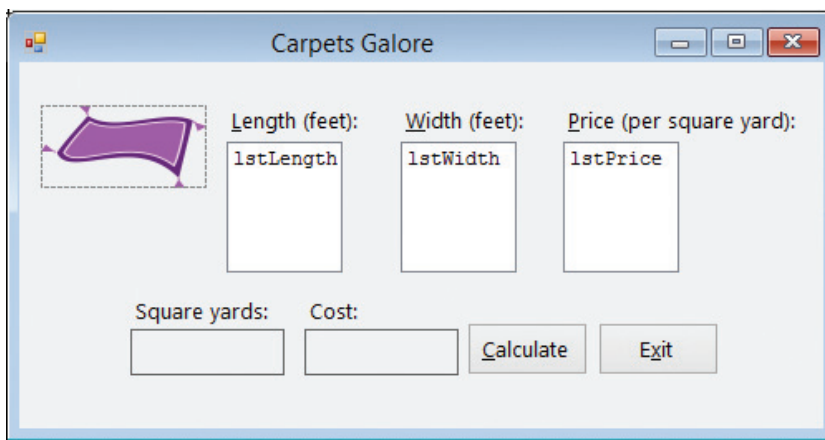 Carpets Galore
Length (feet): Width (feet): Price (per square yard):
lstLength lstWidth lstPrice
Square yards: Cost:
Calculate Exit